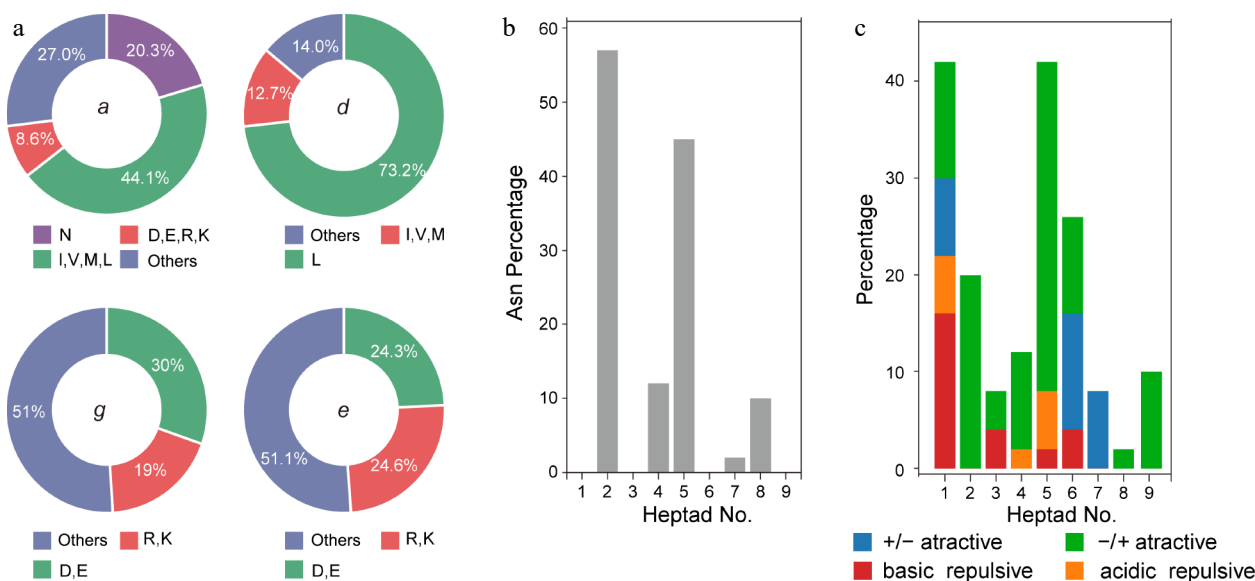 a
27.0%
20.3%
a
8.6%
44.1%
N
D,E,R,K
I,V,M,L
Others
14.0%
12.7%
d
73.2%
Others
I,V,M
L
30%
51%
g
19%
Others
R,K
D,E
24.3%
e
51.1%
24.6%
Others
R,K
D,E
b
60
50
40
30
20
10
0
Asn Percentage
1 2 3 4 5 6 7 8 9
Heptad No.
c
40
30
20
10
0
Percentage
1 2 3 4 5 6 7 8 9
Heptad No.
+/− atractive
−/+ atractive
basic repulsive
acidic repulsive